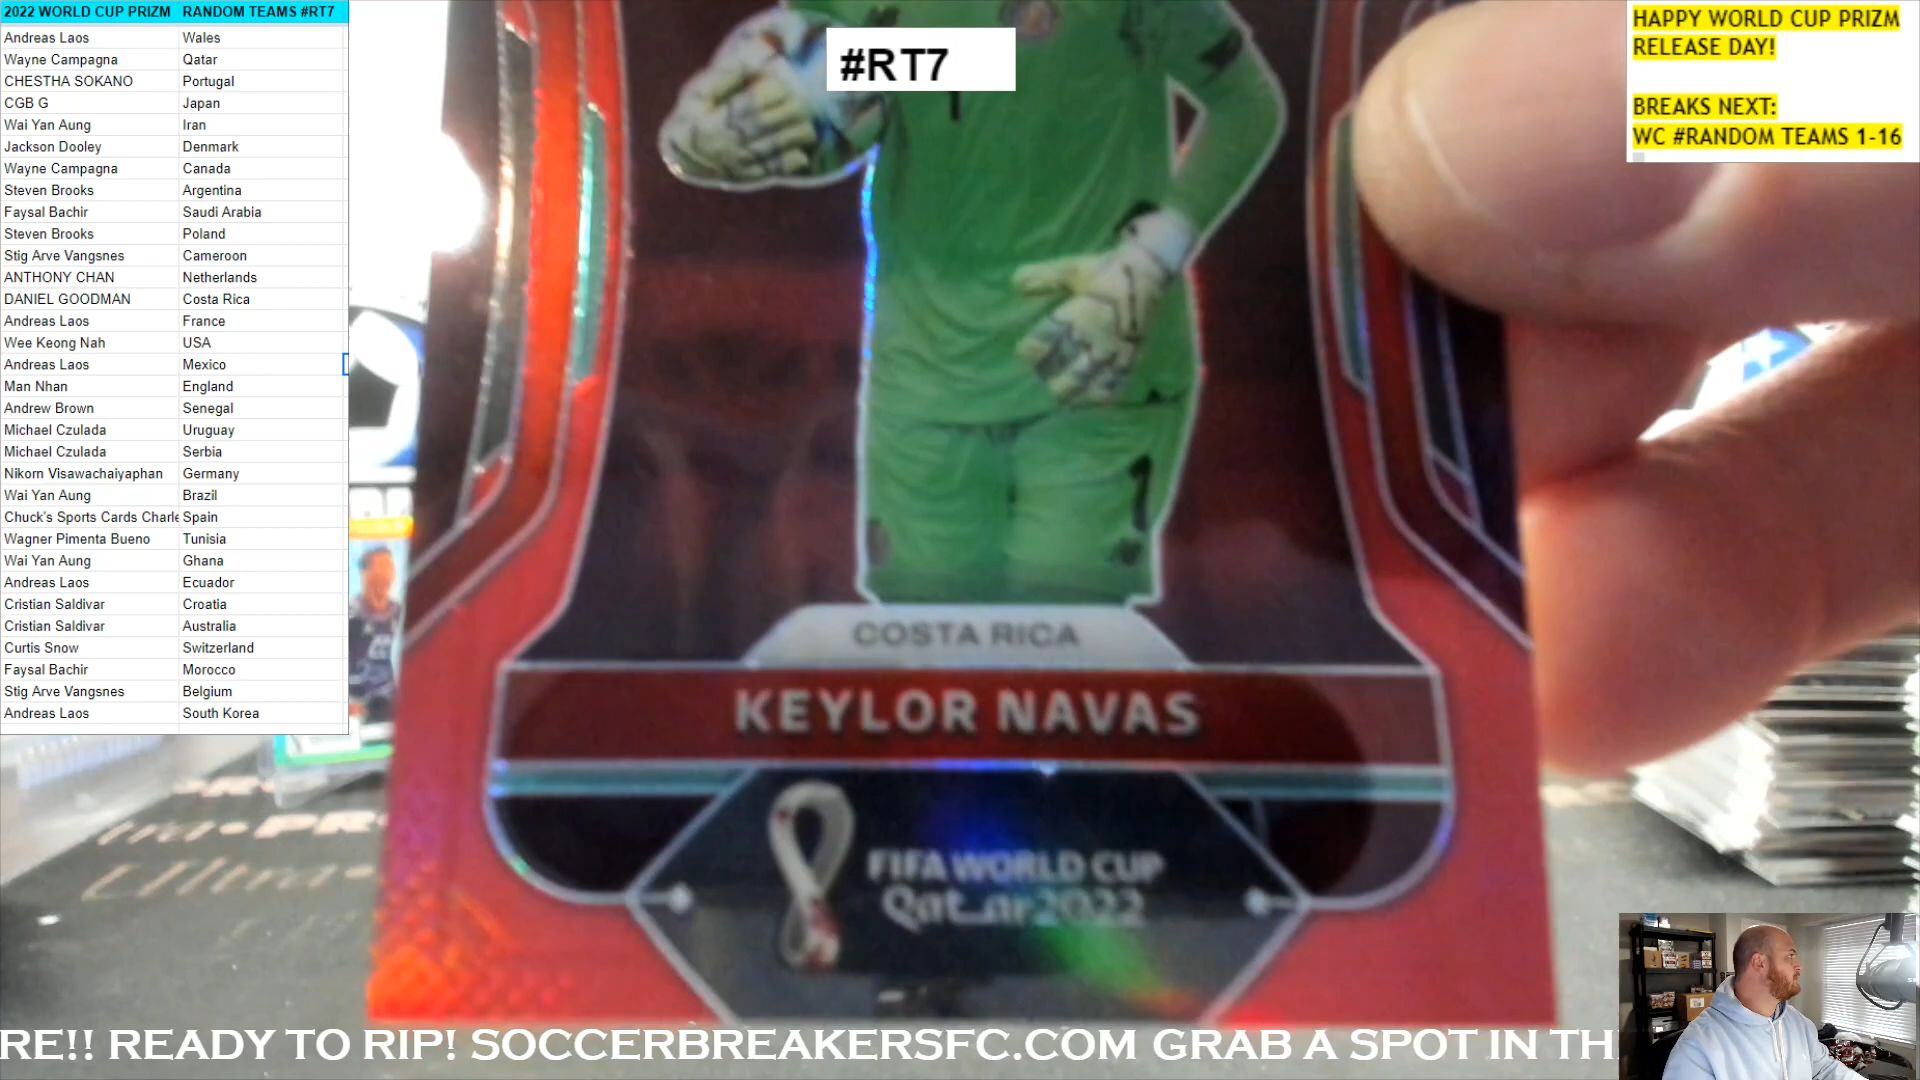 2022 WORLD CUP PRIZM RANDOM TEAMS #RT7
Andreas Laos Wales
Wayne Campagna Qatar
CHESTHA SOKANO Portugal
CGB G Japan
Wai Yan Aung Iran
Jackson Dooley Denmark
Wayne Campagna Canada
Steven Brooks Argentina
Faysal Bachir Saudi Arabia
Steven Brooks Poland
Stig Arve Vangsnes Cameroon
ANTHONY CHAN Netherlands
DANIEL GOODMAN Costa Rica
Andreas Laos France
Wee Keong Nah USA
Andreas Laos Mexico
Man Nhan England
Andrew Brown Senegal
Michael Czulada Uruguay
Michael Czulada Serbia
Nikorn Visawachaiyaphan Germany
Wai Yan Aung Brazil
Chuck's Sports Cards Charle Spain
Wagner Pimenta Bueno Tunisia
Wai Yan Aung Ghana
Andreas Laos Ecuador
Cristian Saldivar Croatia
Cristian Saldivar Australia
Curtis Snow Switzerland
Faysal Bachir Morocco
Stig Arve Vangsnes Belgium
Andreas Laos South Korea
#RT7
HAPPY WORLD CUP PRIZM
RELEASE DAY!
BREAKS NEXT:
WC #RANDOM TEAMS 1-16
1
COSTA RICA
KEYLOR NAVAS
FIFA WORLD CUP
Qatar2022
RE!! READY TO RIP! SOCCERBREAKERSFC.COM GRAB A SPOT IN TH